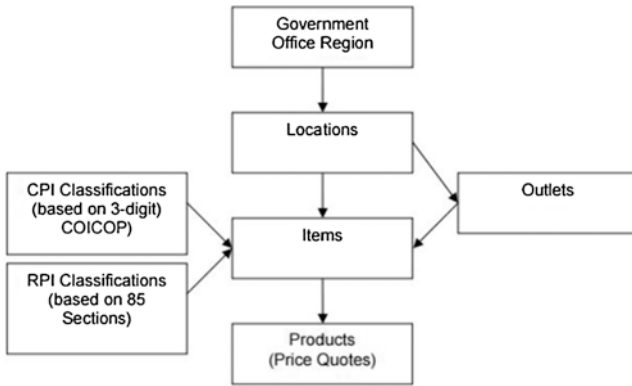 Government
Office Region
Locations
CPI Classifications
(based on 3-digit)
COICOP)
Outlets
Items
RPI Classifications
(based on 85
Sections)
Products
(Price Quotes)